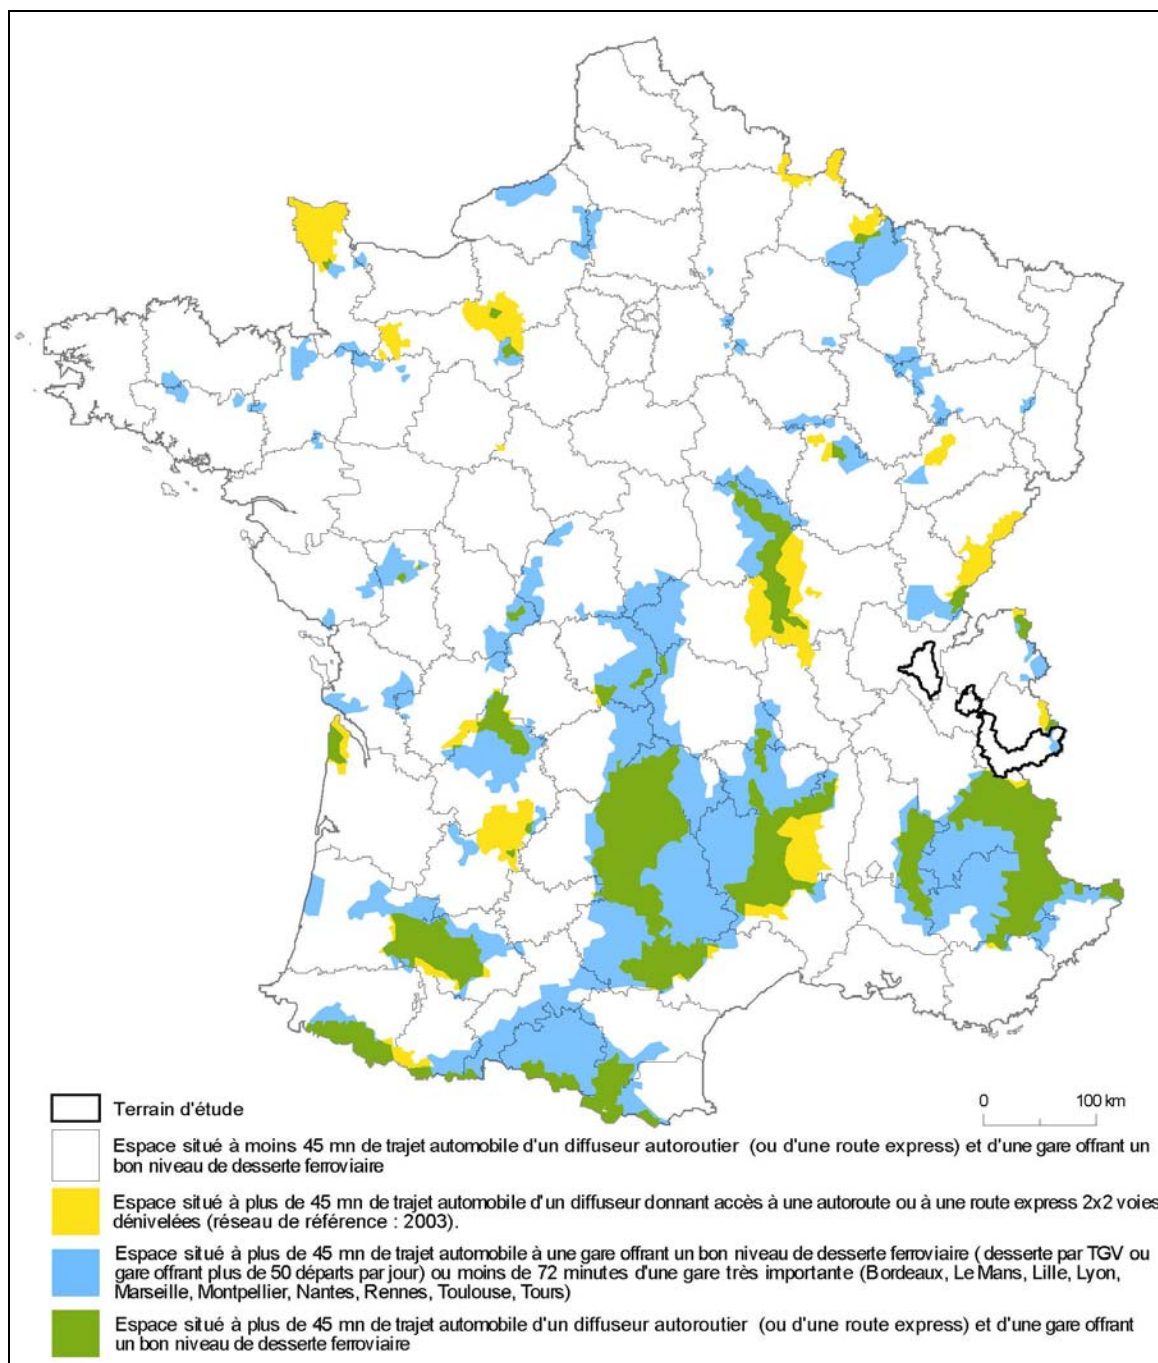 0 100 km
Terrain d'étude
Espace situé à moins 45 mn de trajet automobile d'un diffuseur autoroutier (ou d'une route express) et d'une gare offrant un
bon niveau de desserte ferroviaire
Espace situé à plus de 45 mn de trajet automobile d'un diffuseur donnant accès à une autoroute ou à une route express 2x2 voies
dénivelées (réseau de référence : 2003).
Espace situé à plus de 45 mn de trajet automobile à une gare offrant un bon niveau de desserte ferroviaire ( desserte par TGV ou
gare offrant plus de 50 départs par jour) ou moins de 72 minutes d'une gare très importante (Bordeaux, Le Mans, Lille, Lyon,
Marseille, Montpellier, Nantes, Rennes, Toulouse, Tours)
Espace situé à plus de 45 mn de trajet automobile d'un diffuseur autoroutier (ou d'une route express) et d'une gare offrant
un bon niveau de desserte ferroviaire